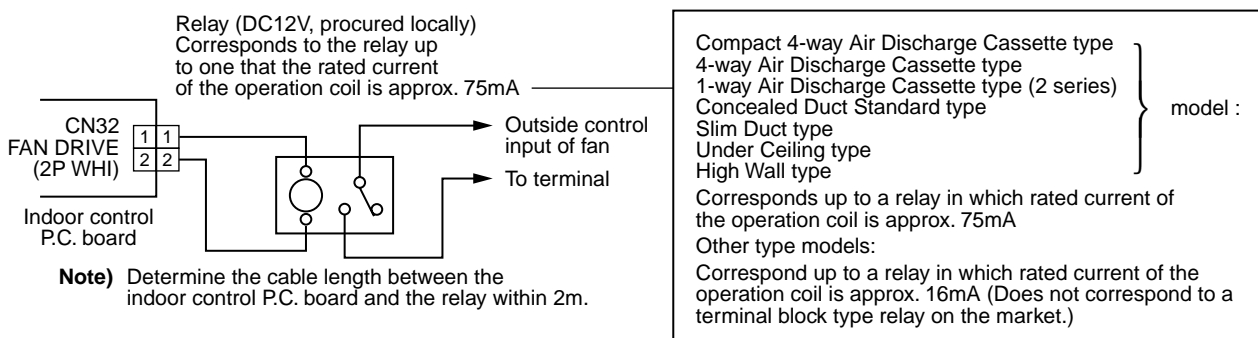 Relay (DC12V, procured locally)
Corresponds to the relay up
to one that the rated current
of the operation coil is approx. 75mA
CN32
FAN DRIVE
(2P WHI)
1 1
2 2
Indoor control
P.C. board
Outside control
input of fan
To terminal
Note) Determine the cable length between the
indoor control P.C. board and the relay within 2m.
Compact 4-way Air Discharge Cassette type
4-way Air Discharge Cassette type
1-way Air Discharge Cassette type (2 series)
Concealed Duct Standard type
Slim Duct type
Under Ceiling type
High Wall type
model :
Corresponds up to a relay in which rated current of
the operation coil is approx. 75mA
Other type models:
Correspond up to a relay in which rated current of the
operation coil is approx. 16mA (Does not correspond to a
terminal block type relay on the market.)